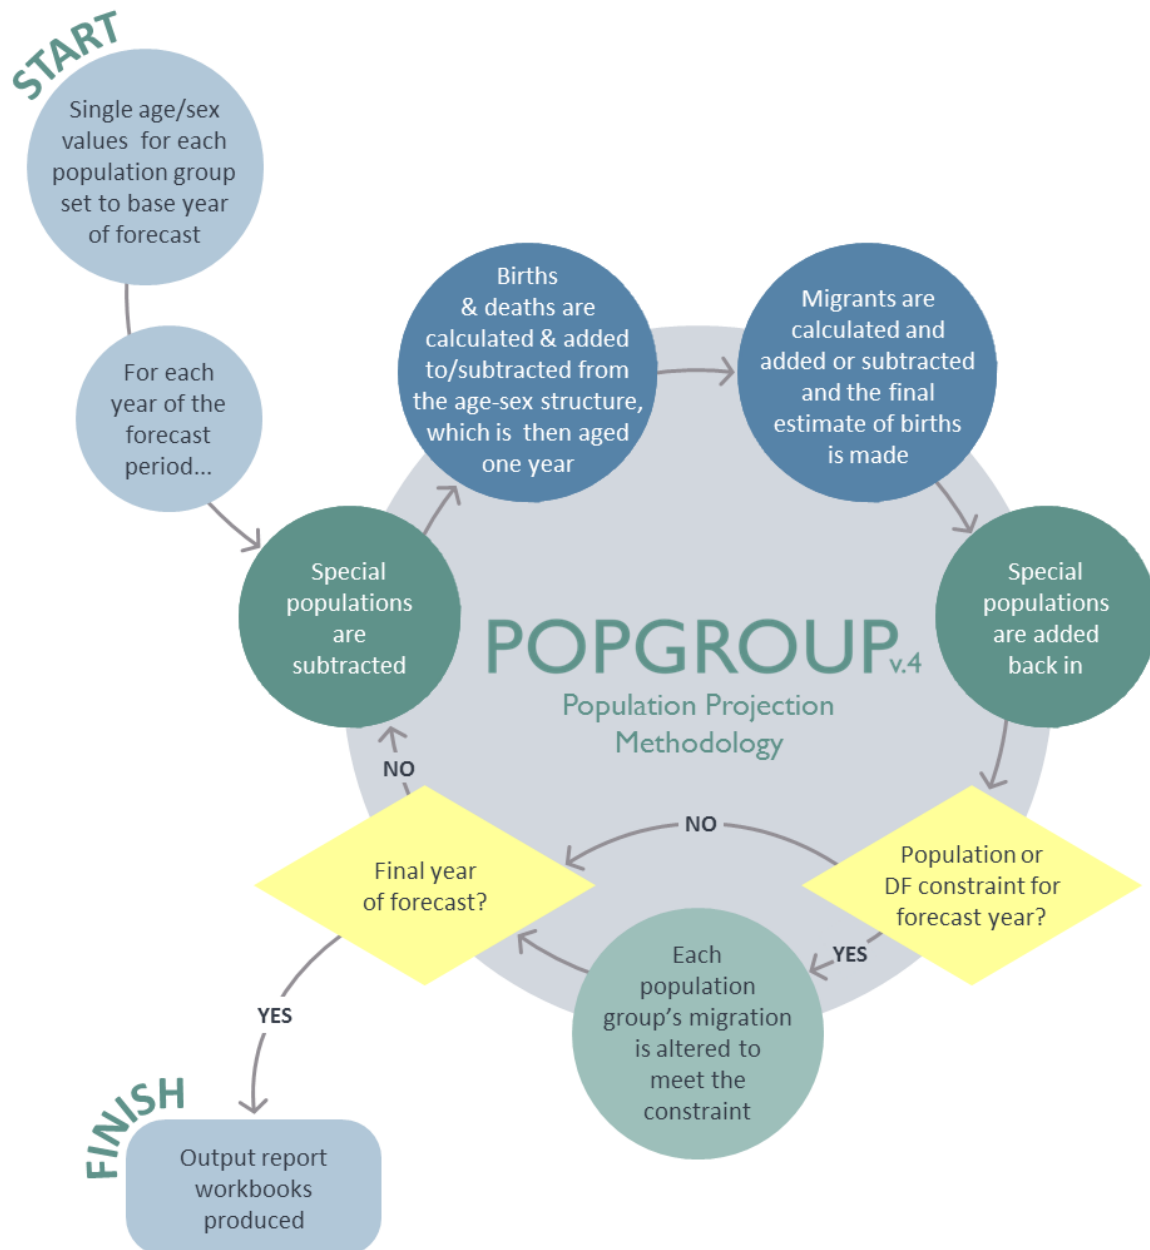 START
Single age/sex
values for each
population group
set to base year
of forecast
For each
year of the
forecast
period...
Births
& deaths are
calculated & added
to/subtracted from
the age-sex structure,
which is then aged
one year
Migrants are
calculated and
added or subtracted
and the final
estimate of births
is made
Special
populations
are
subtracted
Special
populations
are added
back in
POPGROUP v.4
Population Projection
Methodology
NO
NO
Final year
of forecast?
Population or
DF constraint for
forecast year?
YES
Each
population
group's migration
is altered to
meet the
constraint
YES
FINISH
Output report
workbooks
produced